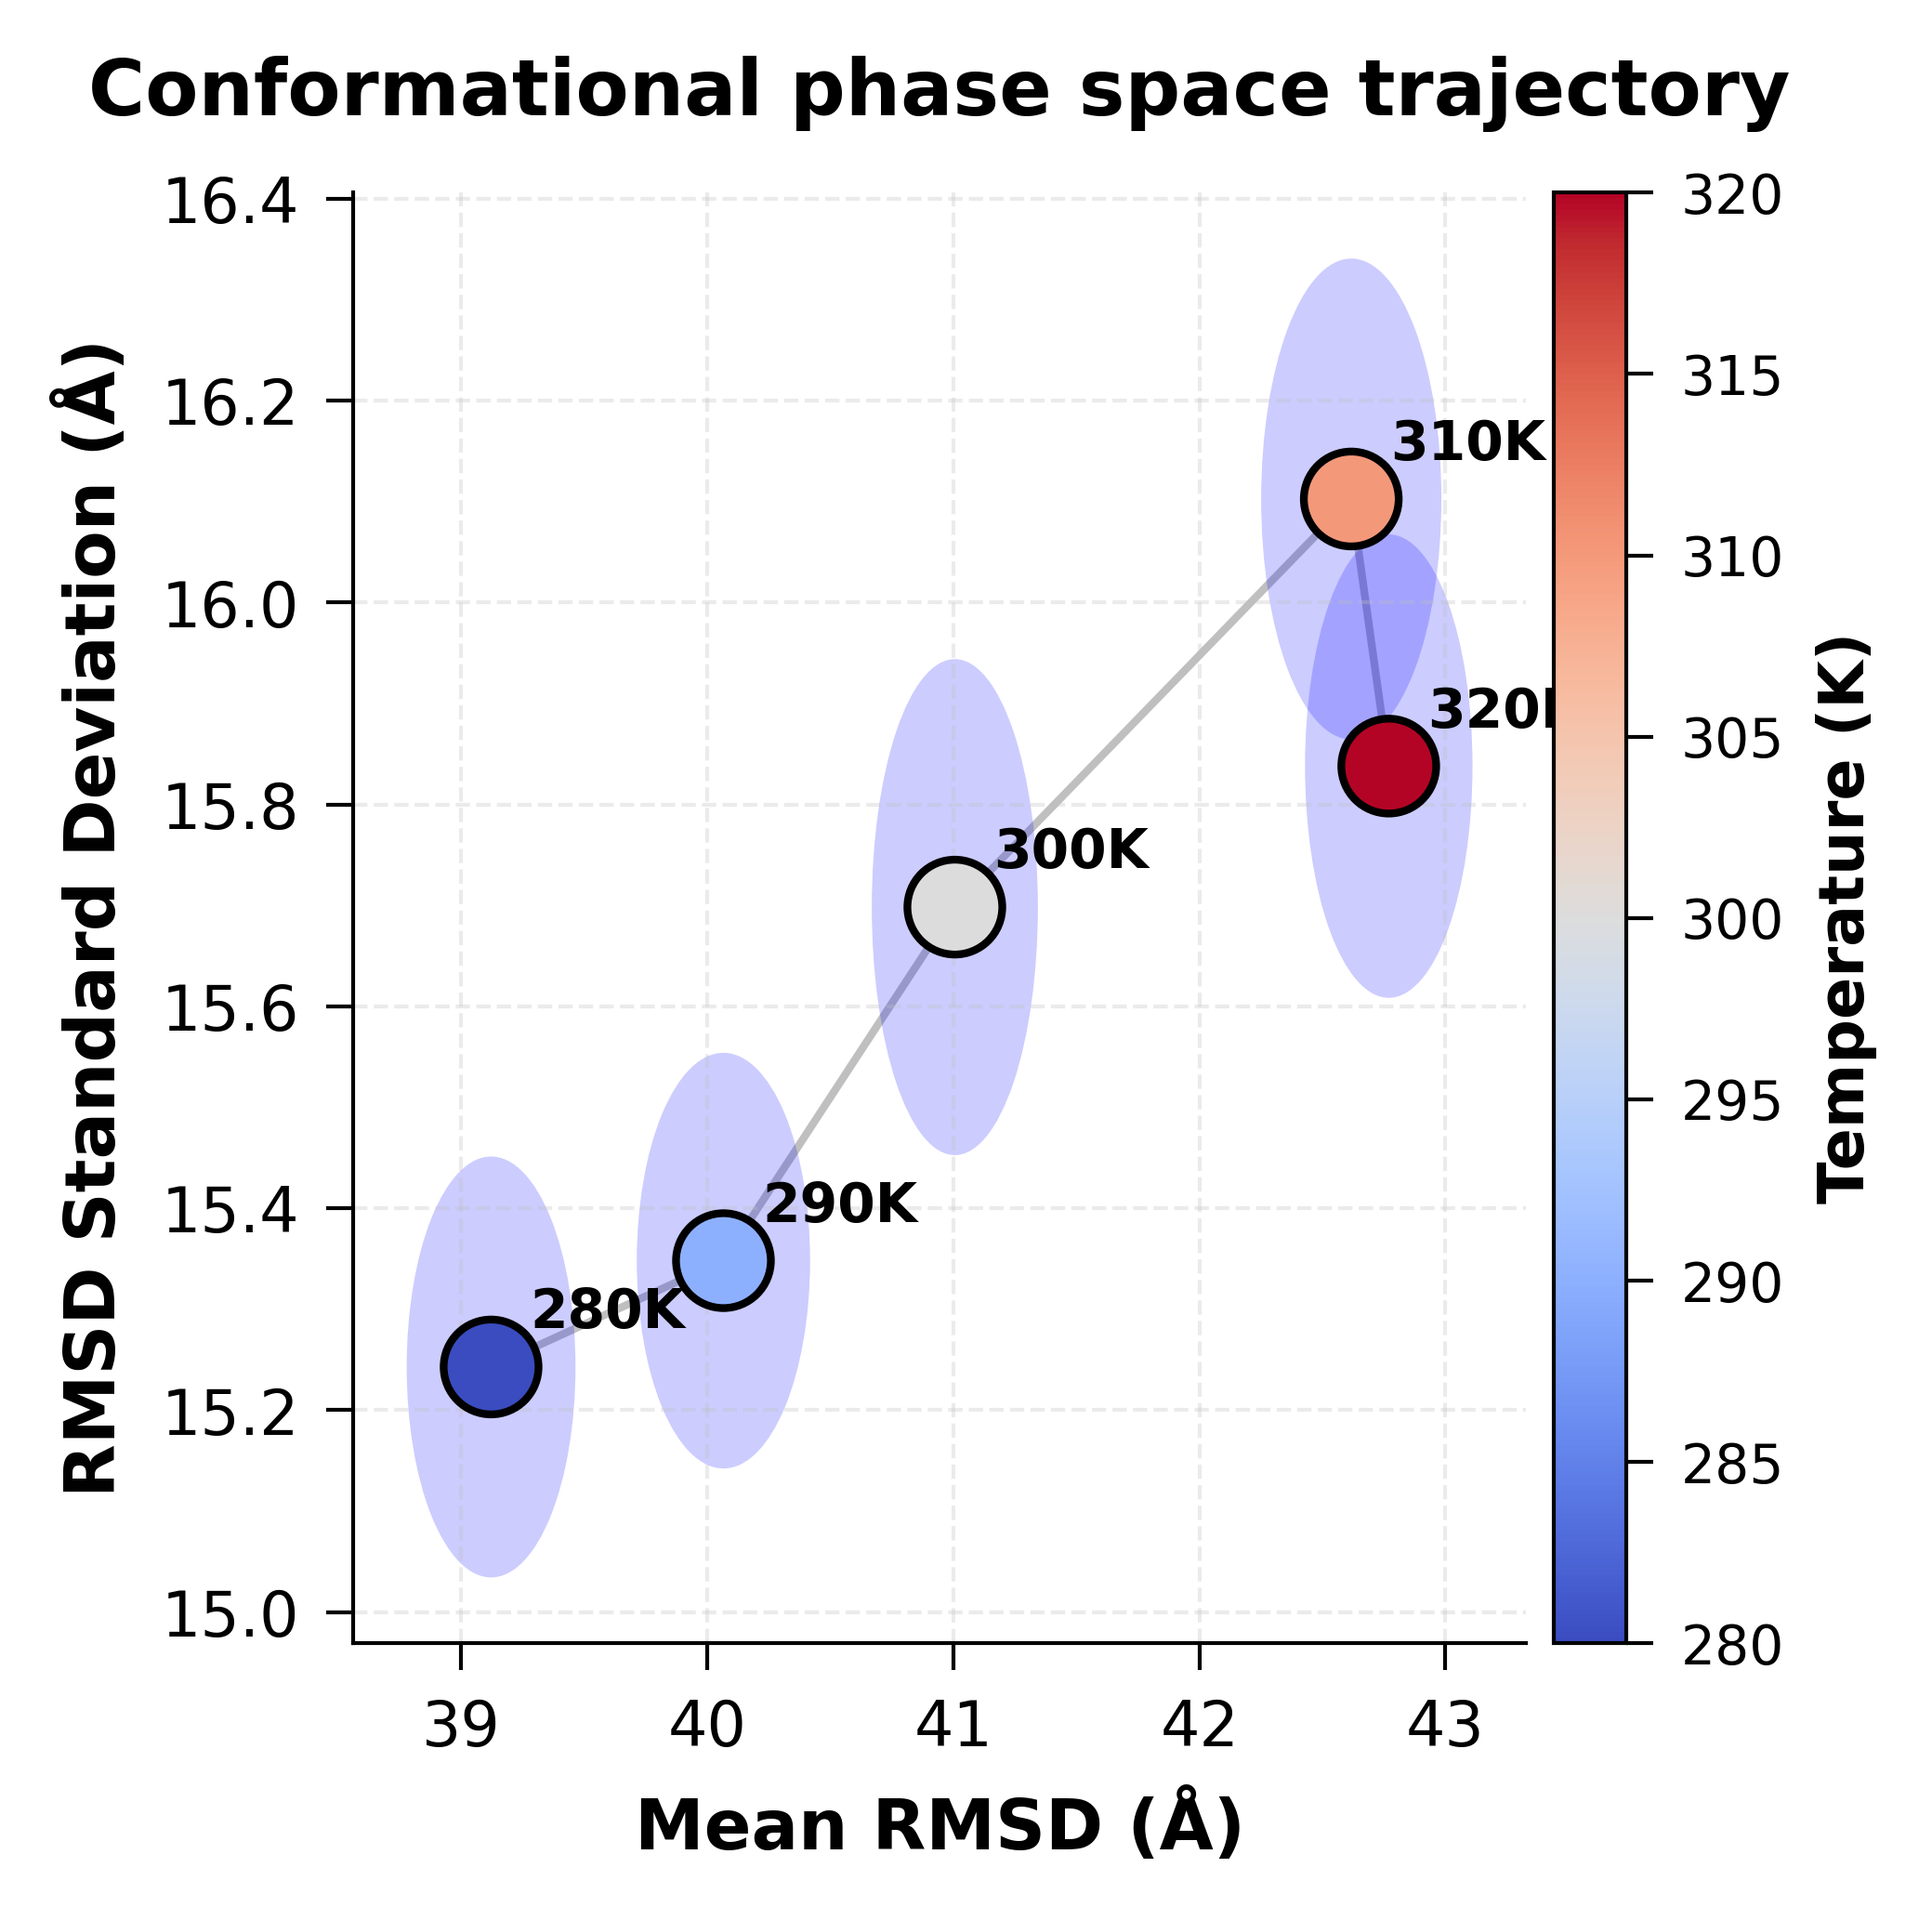 Conformational phase space trajectory
RMSD Standard Deviation (Å)
16.4
16.2
16.0
15.8
15.6
15.4
15.2
15.0
310K
320
300K
290K
280K
39
40
41
42
43
Mean RMSD (Å)
320
315
310
305
300
295
290
285
280
Temperature (K)